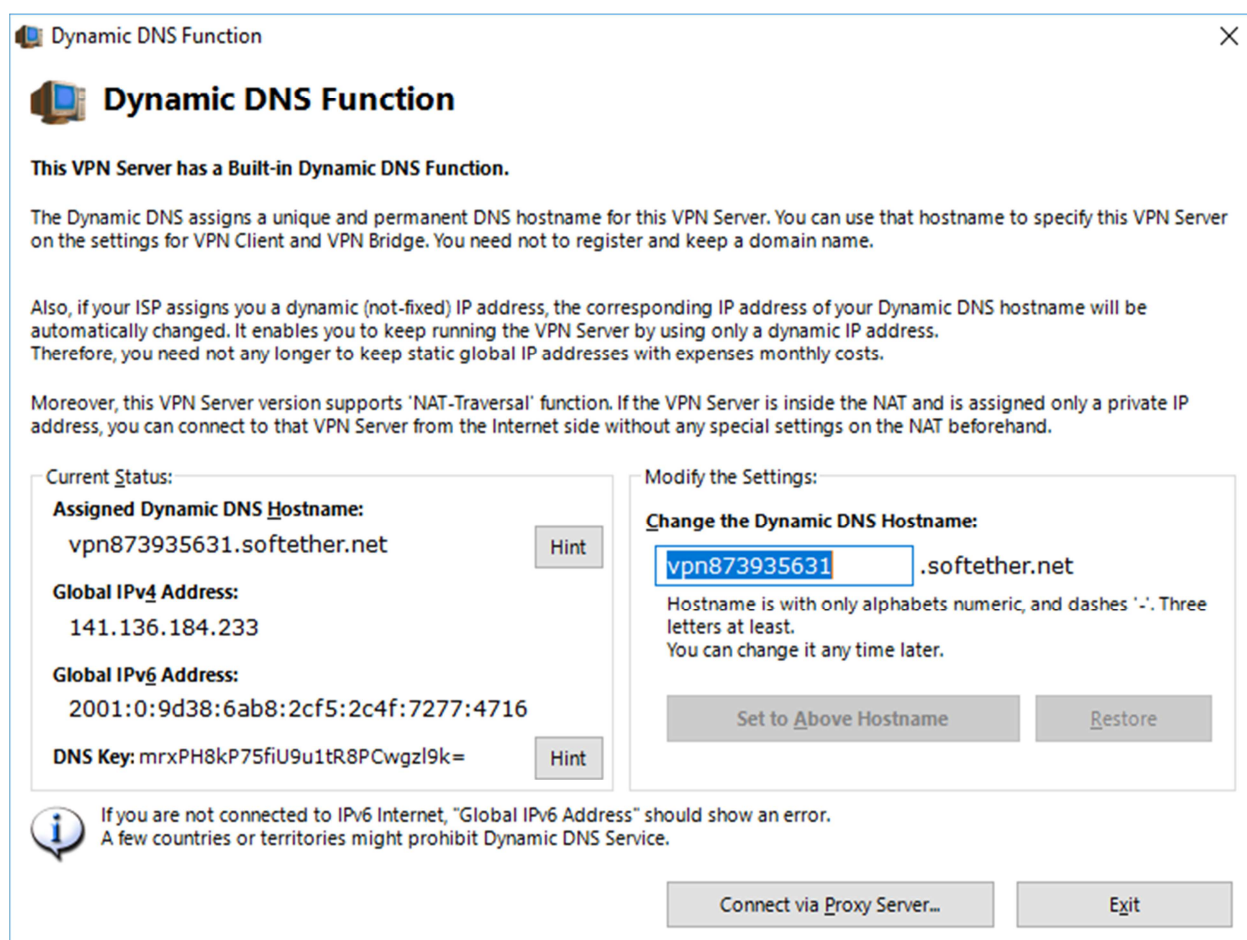 Dynamic DNS Function
Dynamic DNS Function
This VPN Server has a Built-in Dynamic DNS Function.
The Dynamic DNS assigns a unique and permanent DNS hostname for this VPN Server. You can use that hostname to specify this VPN Server
on the settings for VPN Client and VPN Bridge. You need not to register and keep a domain name.
Also, if your ISP assigns you a dynamic (not-fixed) IP address, the corresponding IP address of your Dynamic DNS hostname will be
automatically changed. It enables you to keep running the VPN Server by using only a dynamic IP address.
Therefore, you need not any longer to keep static global IP addresses with expenses monthly costs.
Moreover, this VPN Server version supports 'NAT-Traversal' function. If the VPN Server is inside the NAT and is assigned only a private IP
address, you can connect to that VPN Server from the Internet side without any special settings on the NAT beforehand.
Current Status:
Assigned Dynamic DNS Hostname:
vpn873935631.softether.net
Hint
Global IPv4 Address:
141.136.184.233
Global IPv6 Address:
2001:0:9d38:6ab8:2cf5:2c4f:7277:4716
DNS Key: mrxPH8kP75fiU9u1tR8PCwgzl9k=
Hint
Modify the Settings:
Change the Dynamic DNS Hostname:
vpn873935631 .softether.net
Hostname is with only alphabets numeric, and dashes '-'. Three
letters at least.
You can change it any time later.
Set to Above Hostname
Restore
If you are not connected to IPv6 Internet, "Global IPv6 Address" should show an error.
A few countries or territories might prohibit Dynamic DNS Service.
Connect via Proxy Server...
Exit